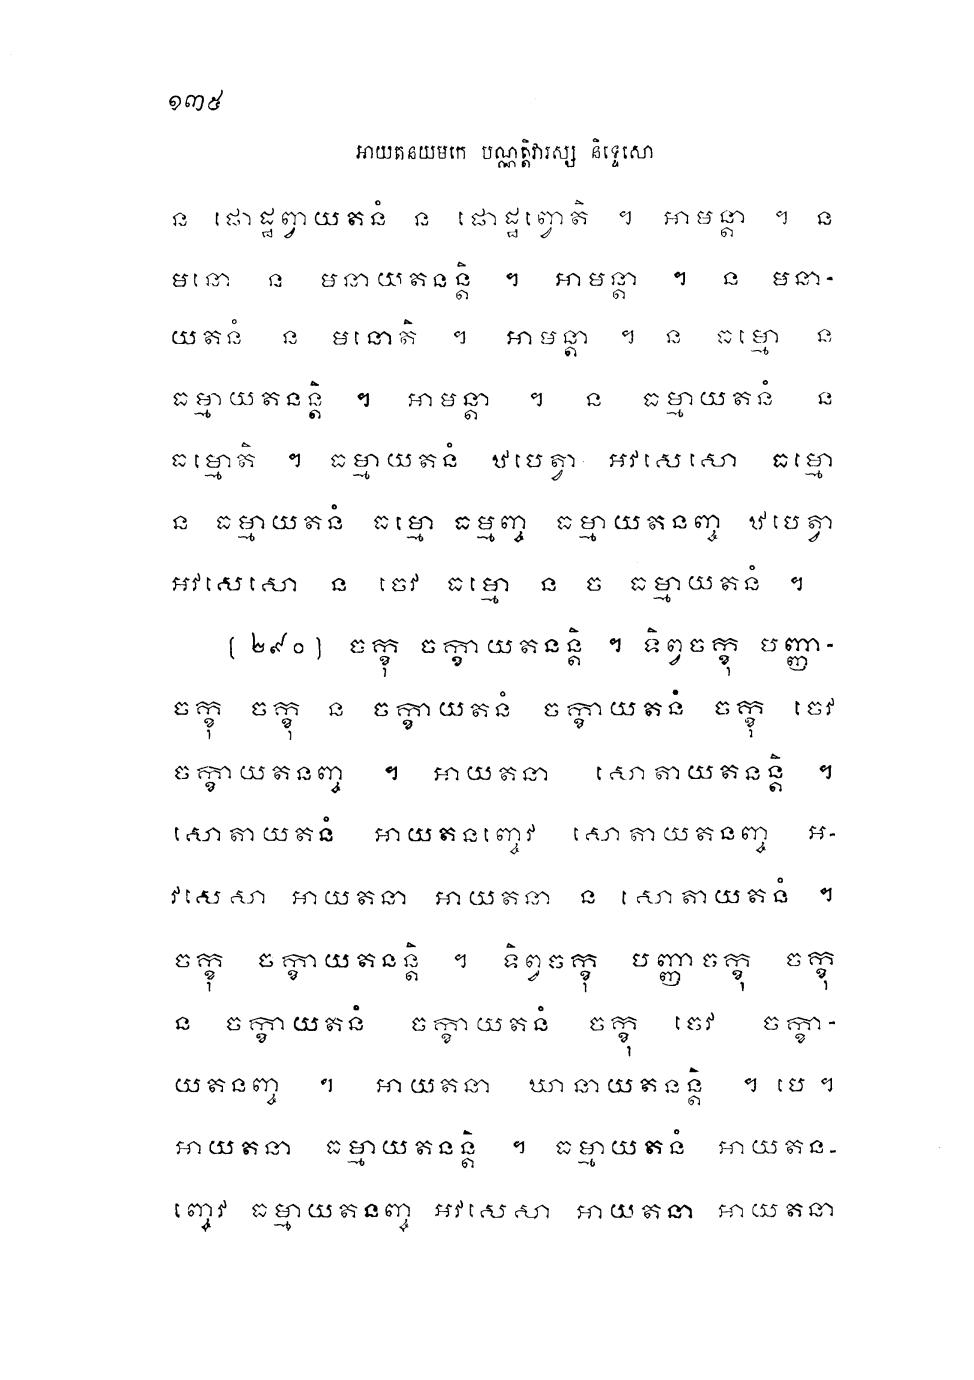 ១៣៥
អាយតនយមកេ បណ្ណត្តិវារស្ស និទ្ទេសោ
ន ផោដ្ឋព្វាយតនំ ន ផោដ្ឋព្វោតិ ។ អាមន្តា ។ ន
មនោ ន មនាយតនន្តិ ។ អាមន្តា ។ ន មនា-
យតនំ ន មនោតិ ។ អាមន្តា ។ ន ធម្មោ ន
ធម្មាយតនន្តិ ។ អាមន្តា ។ ន ធម្មាយតនំ ន
ធម្មោតិ ។ ធម្មាយតនំ ឋបេត្វា អវសេសោ ធម្មោ
ន ធម្មាយតនំ ធម្មោ ធម្មញ្ច ធម្មាយតនញ្ច ឋបេត្វា
អវសេសោ ន ចេវ ធម្មោ ន ច ធម្មាយតនំ ។
(២៩០) ចក្ខុ ចក្ខាយតនន្តិ ។ ទិព្វចក្ខុ បញ្ញា-
ចក្ខុ ចក្ខុ ន ចក្ខាយតនំ ចក្ខាយតនំ ចក្ខុ ចេវ
ចក្ខាយតនញ្ច ។ អាយតនា សោតាយតនន្តិ ។
សោតាយតនំ អាយតនញ្ចេវ សោតាយតនញ្ច អ-
វសេសា អាយតនា អាយតនា ន សោតាយតនំ ។
ចក្ខុ ចក្ខាយតនន្តិ ។ ទិព្វចក្ខុ បញ្ញាចក្ខុ ចក្ខុ
ន ចក្ខាយតនំ ចក្ខាយតនំ ចក្ខុ ចេវ ចក្ខា-
យតនញ្ច ។ អាយតនា ឃានាយតនន្តិ ។ បេ ។
អាយតនា ធម្មាយតនន្តិ ។ ធម្មាយតនំ អាយតន-
ញ្ចេវ ធម្មាយតនញ្ច អវសេសា អាយតនា អាយតនា